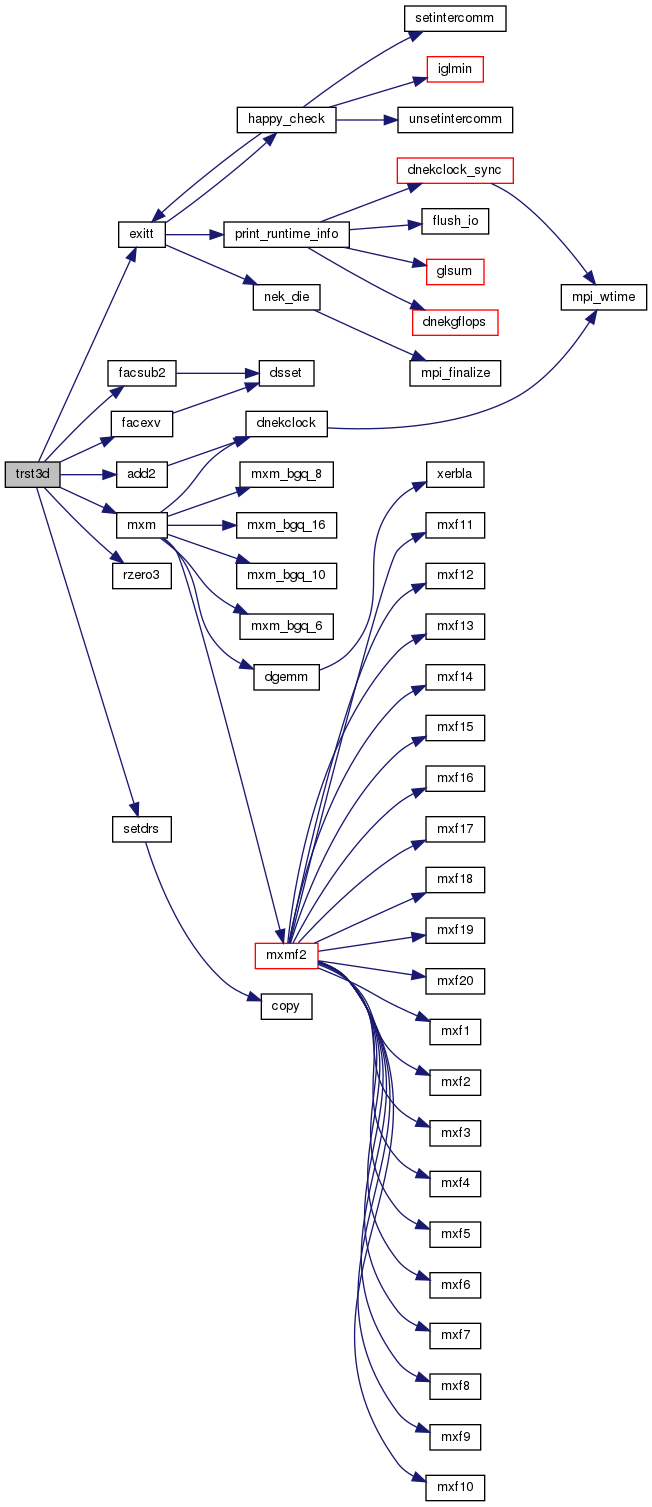 setintercomm
iglmin
happy_check
unsetintercomm
dnekclock_sync
flush_io
exitt
print_runtime_info
glsum
nek_die
mpi_wtime
dnekgflops
facsub2
dsset
mpi_finalize
facexv
dnekclock
trst3d
add2
mxm_bgq_8
xerbla
mxm
mxm_bgq_16
mxf11
rzero3
mxm_bgq_10
mxf12
mxm_bgq_6
mxf13
dgemm
mxf14
mxf15
mxf16
setdrs
mxf17
mxf18
mxf19
mxmf2
mxf20
copy
mxf1
mxf2
mxf3
mxf4
mxf5
mxf6
mxf7
mxf8
mxf9
mxf10